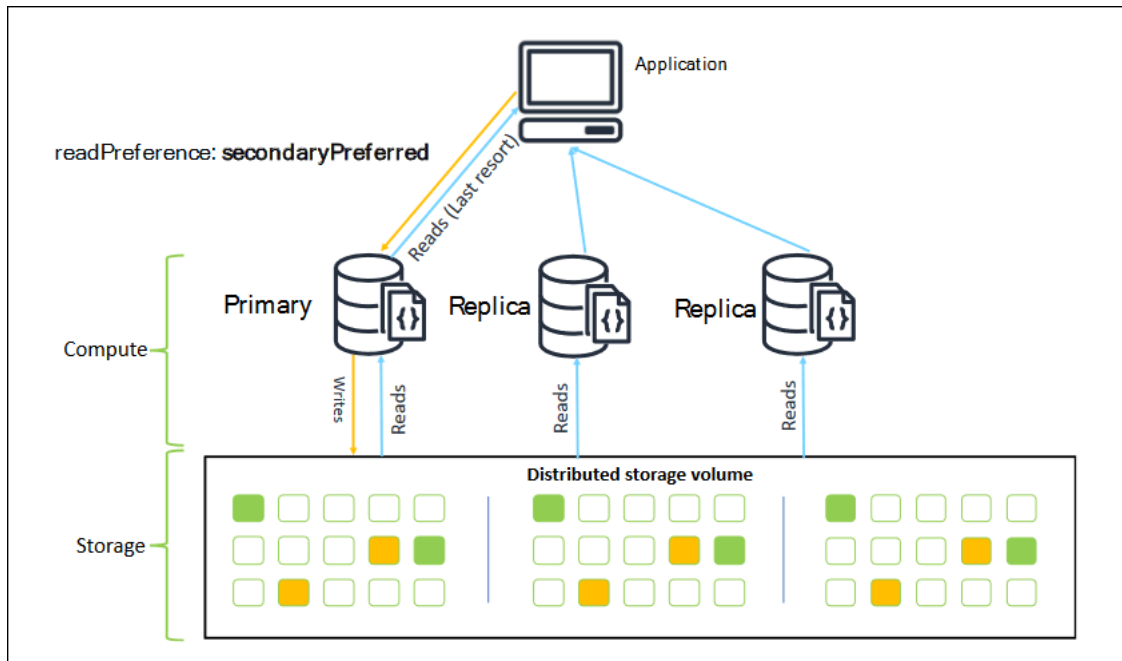 Application
readPreference: secondaryPreferred
Reads (Last resort)
Primary
Replica
Replica
{}
{}
{}
Compute
Writes
Reads
Reads
Reads
Distributed storage volume
Storage